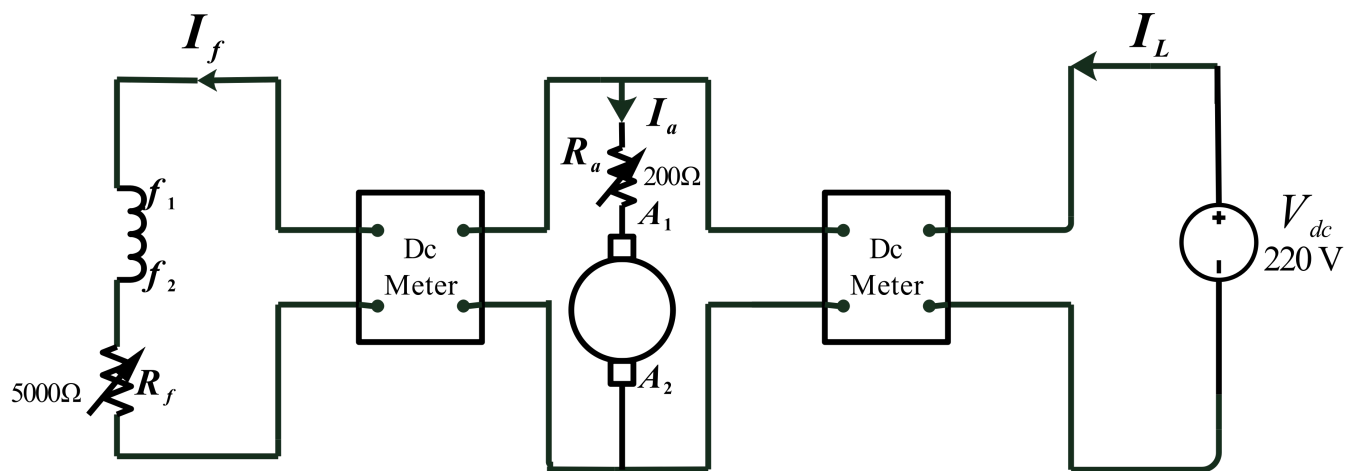 I_f
f_1
f_2
5000Ω
R_f
Dc
Meter
I_a
R_a
200Ω
A_1
A_2
Dc
Meter
I_L
+
-
V_dc
220 V